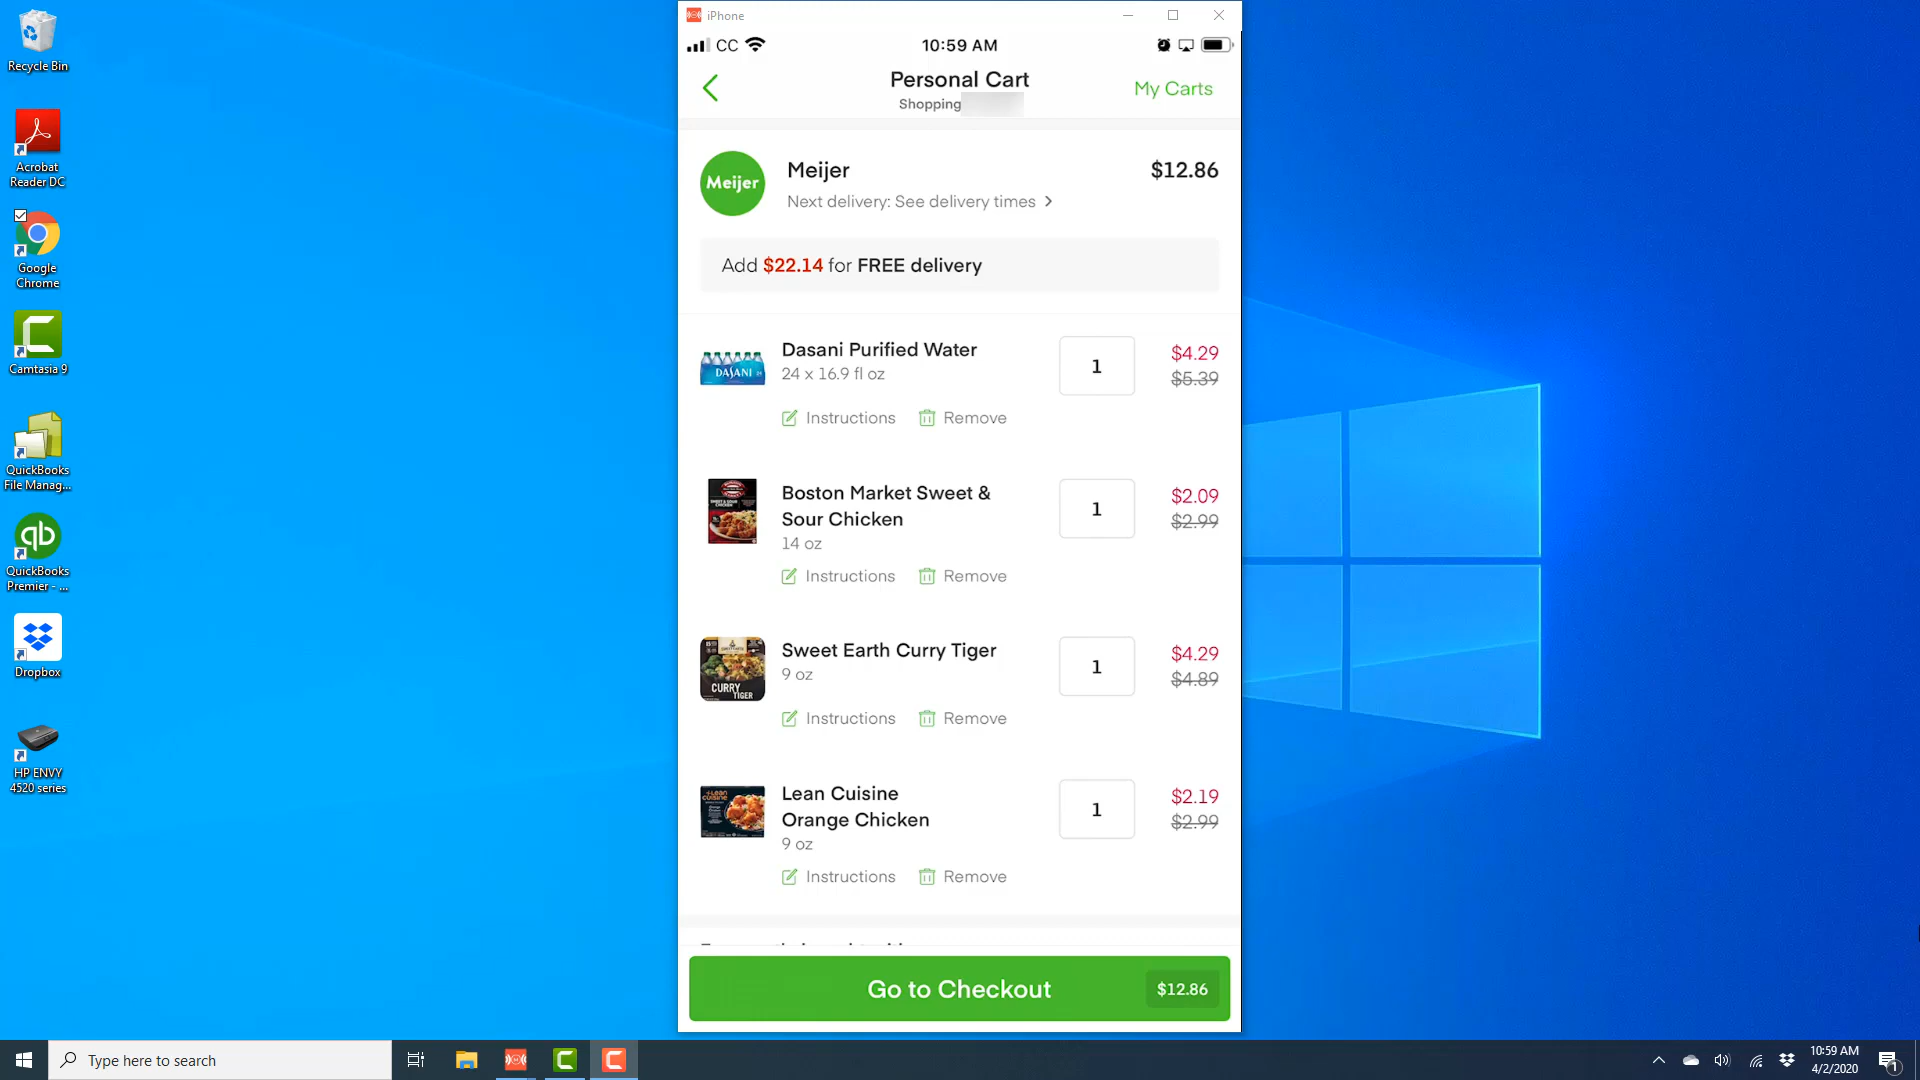 Recycle Bin
Acrobat
Reader DC
Google
Chrome
Camtasia 9
QuickBooks
File Manag...
QuickBooks
Premier - ...
Dropbox
HP ENVY
4520 series
iPhone
CC
10:59 AM
Personal Cart
Shopping
My Carts
Meijer
Meijer
$12.86
Next delivery: See delivery times
Add $22.14 for FREE delivery
DASANI
Dasani Purified Water
24 x 16.9 fl oz
1
$4.29
$5.39
Instructions
Remove
Boston Market Sweet &
Sour Chicken
14 oz
1
$2.09
$2.99
Instructions
Remove
CURRY
TIGER
Sweet Earth Curry Tiger
9 oz
1
$4.29
$4.89
Instructions
Remove
LEAN
CUISINE
Lean Cuisine
Orange Chicken
9 oz
1
$2.19
$2.99
Instructions
Remove
Go to Checkout
$12.86
Type here to search
10:59 AM
4/2/2020
1